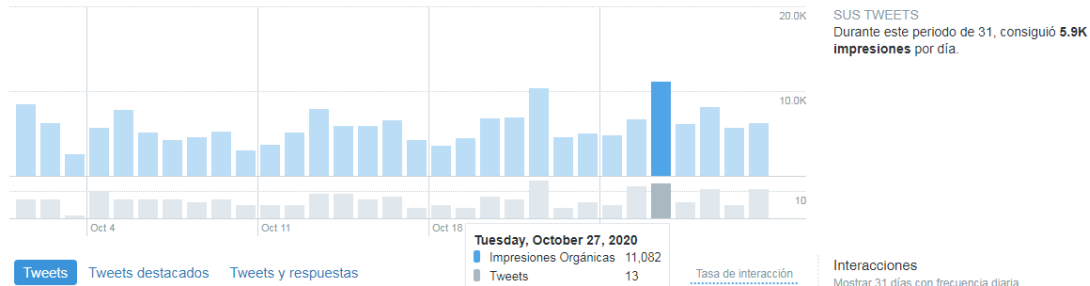 20.0K
SUS TWEETS
Durante este periodo de 31, consiguió 5.9K
impresiones por día.
10.0K
10
Oct 4
Oct 11
Oct 18
Tuesday, October 27, 2020
Impresiones Orgánicas 11,082
Tweets 13
Tweets
Tweets destacados
Tweets y respuestas
Tasa de interacción
Interacciones
Mostrar 31 días con frecuencia diaria